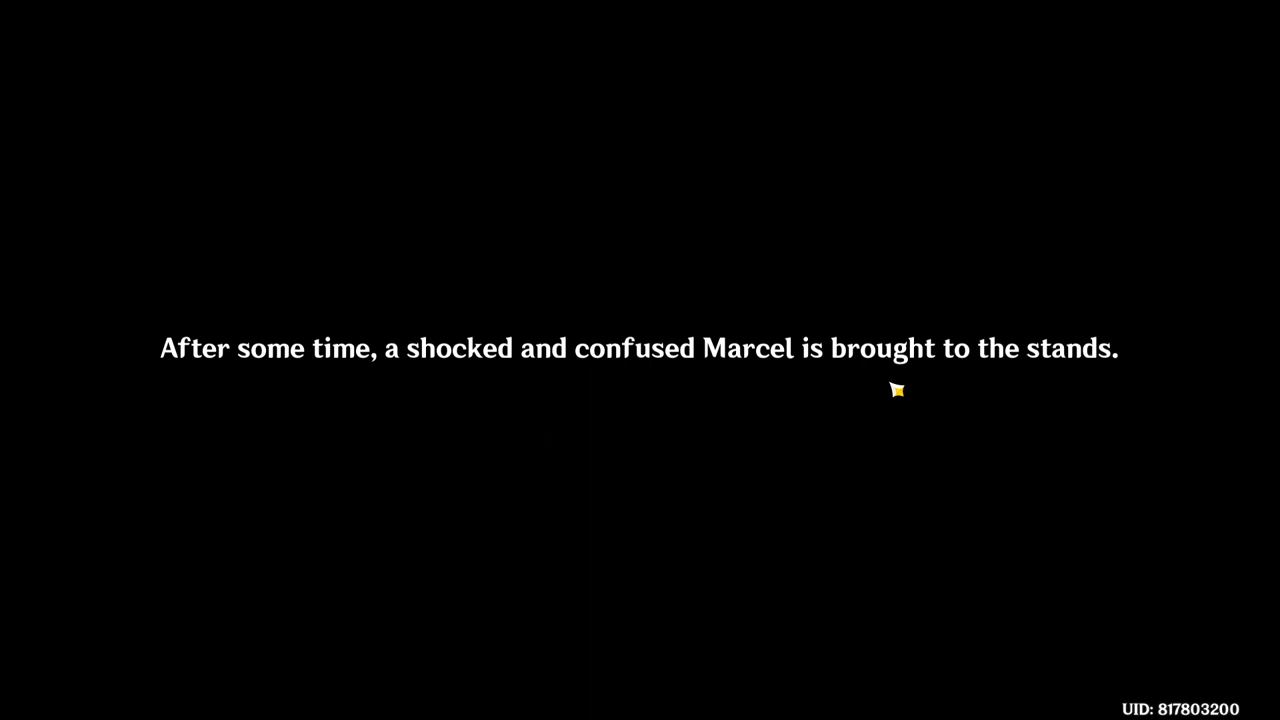 After some time, a shocked and confused Marcel is brought to the stands.
UID: 817803200